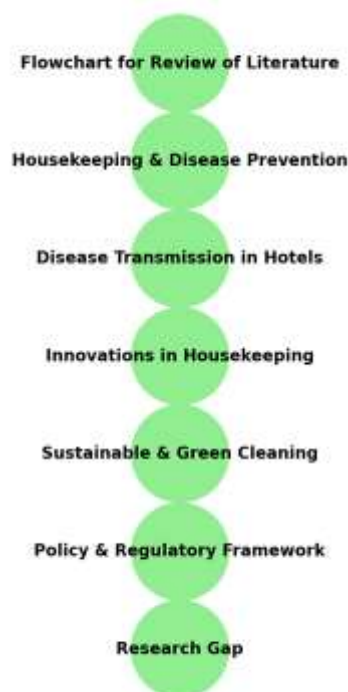 Flowchart for Review of Literature
Housekeeping & Disease Prevention
Disease Transmission in Hotels
Innovations in Housekeeping
Sustainable & Green Cleaning
Policy & Regulatory Framework
Research Gap